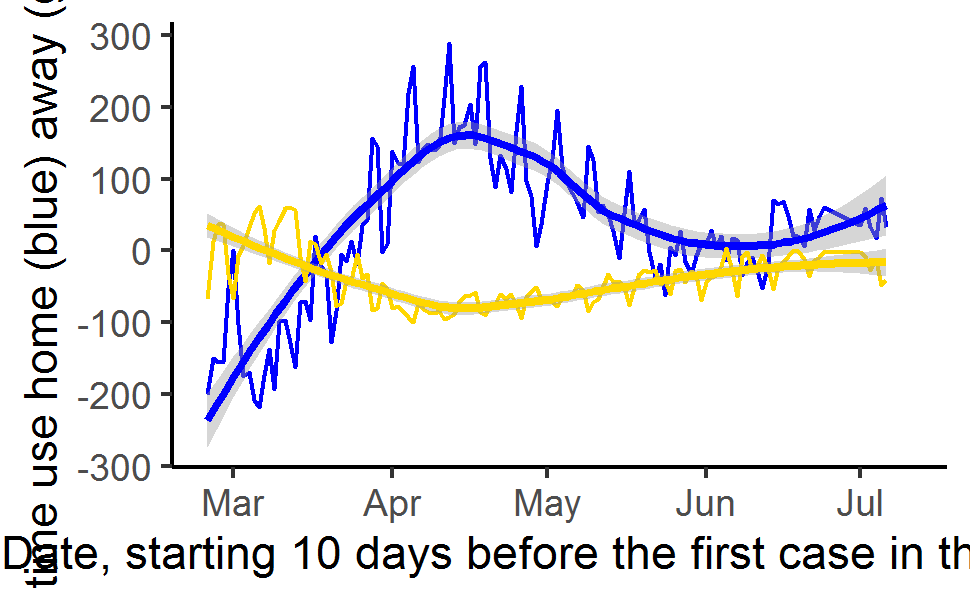 300
200
100
0
-100
-200
-300
time use home (blue) away (
Mar Apr May Jun Jul
Date, starting 10 days before the first case in th